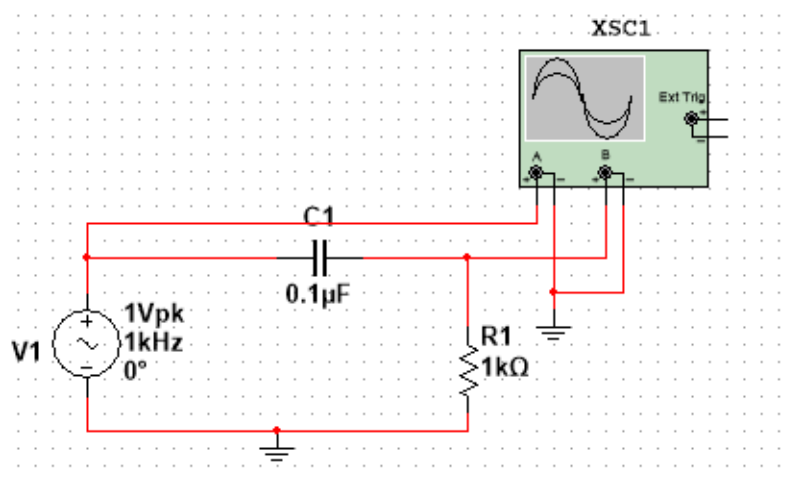 XSC1
Ext Trig
+
−
A
B
+ −
+ −
C1
0.1µF
V1
+
−
1Vpk
1kHz
0°
R1
1kΩ